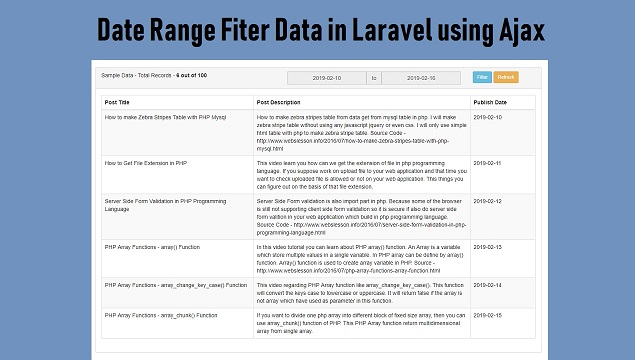 Date Range Fiter Data in Laravel using Ajax
Sample Data - Total Records - 6 out of 100
2019-02-10 to 2019-02-16 Filter Refresh
Post Title Post Description Publish Date
How to make Zebra Stripes Table with PHP Mysql
How to make zebra stripes table from data get from mysql table in php. I will make
zebra stripe table without using any javascript jquery or even css. I will only use simple
html table with php to make zebra stripe table. Source Code -
http://www.webslesson.info/2016/07/how-to-make-zebra-stripes-table-with-php-
mysql.html
2019-02-10
How to Get File Extension in PHP
This video learn you how can we get the extension of file in php programming
language. If you suppose work on upload file to your web application and that time you
want to check uploaded file is allowed or not on your web application. This things you
can figure out on the basis of that file extension.
2019-02-11
Server Side Form Validation in PHP Programming
Language
Server Side Form validation is also import part in php. Because some of the browser
is still not supporting client side form validation so it is secure if also do server side
form valition in your web application which build in php programming language.
Source Code - http://www.webslesson.info/2016/07/server-side-form-validation-in-php-
programming-language.html
2019-02-12
PHP Array Functions - array() Function
In this video tutorial you can learn about PHP array() function. An Array is a variable
which store multiple values in a single variable. In PHP array can be define by array()
function. Array() function is used to create array variable in PHP. Source -
http://www.webslesson.info/2016/07/php-array-functions-array-function.html
2019-02-13
PHP Array Functions - array_change_key_case() Function
This video regarding PHP Array function like array_change_key_case(). This function
will convert the keys case to lowercase or uppercase. It will return false if the array is
not array which have used as parameter in this function.
2019-02-14
PHP Array Functions - array_chunk() Function
If you want to divide one php array into different block of fixed size array, then you can
use array_chunk() function of PHP. This PHP Array function return multidimensional
array from single array.
2019-02-15